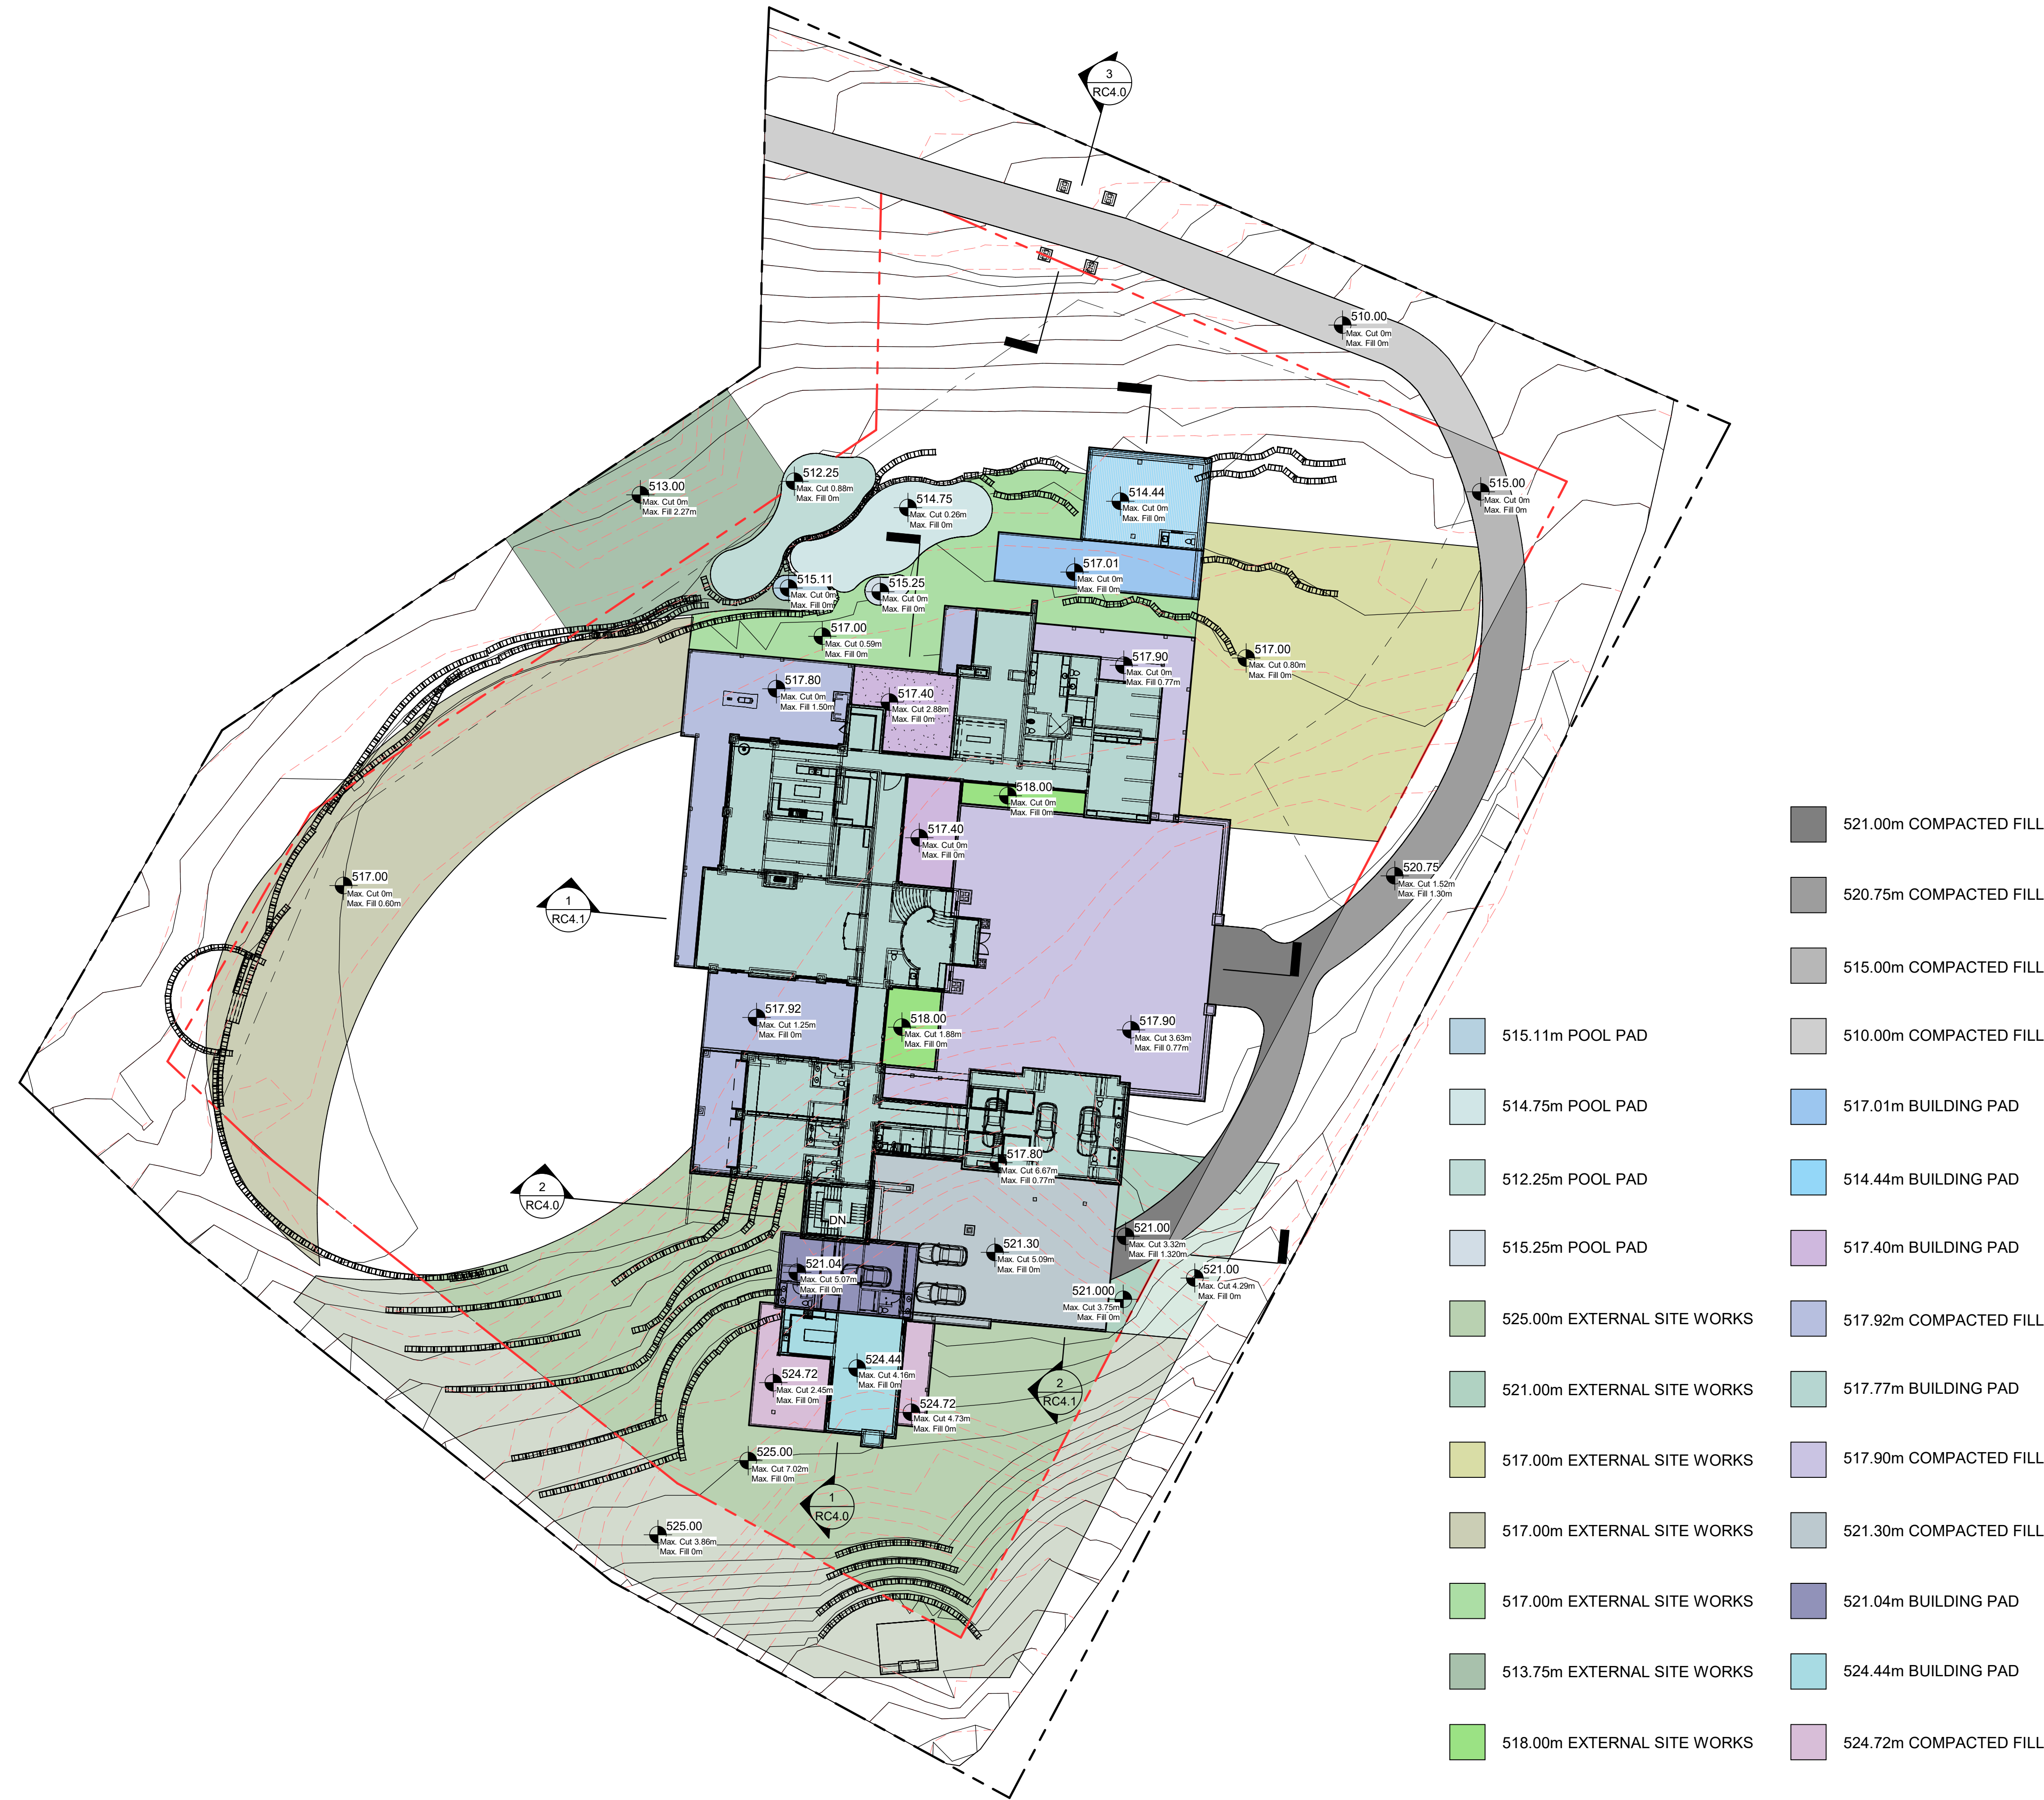 3
RC4.0
510.00
Max. Cut 0m
Max. Fill 0m
512.25
Max. Cut 0.88m
Max. Fill 0m
513.00
Max. Cut 0m
Max. Fill 2.27m
514.75
Max. Cut 0.26m
Max. Fill 0m
514.44
Max. Cut 0m
Max. Fill 0m
515.00
Max. Cut 0m
Max. Fill 0m
517.01
Max. Cut 0m
Max. Fill 0m
515.11
Max. Cut 0m
Max. Fill 0m
515.25
Max. Cut 0m
Max. Fill 0m
517.00
Max. Cut 0.59m
Max. Fill 0m
517.00
Max. Cut 0.80m
Max. Fill 0m
517.90
Max. Cut 0m
Max. Fill 0.77m
517.80
Max. Cut 0m
Max. Fill 1.50m
517.40
Max. Cut 2.88m
Max. Fill 0m
518.00
Max. Cut 0m
Max. Fill 0m
517.40
Max. Cut 0m
Max. Fill 0m
520.75
Max. Cut 1.52m
Max. Fill 1.30m
517.00
Max. Cut 0m
Max. Fill 0.60m
1
RC4.1
517.92
Max. Cut 1.25m
Max. Fill 0m
518.00
Max. Cut 1.88m
Max. Fill 0m
517.90
Max. Cut 3.63m
Max. Fill 0.77m
517.80
Max. Cut 6.67m
Max. Fill 0.77m
2
RC4.0
DN
521.00
Max. Cut 3.32m
Max. Fill 1.320m
521.30
Max. Cut 5.09m
Max. Fill 0m
521.04
Max. Cut 5.07m
Max. Fill 0m
521.00
Max. Cut 4.29m
Max. Fill 0m
521.000
Max. Cut 3.75m
Max. Fill 0m
524.44
Max. Cut 4.16m
Max. Fill 0m
524.72
Max. Cut 2.45m
Max. Fill 0m
2
RC4.1
524.72
Max. Cut 4.73m
Max. Fill 0m
525.00
Max. Cut 7.02m
Max. Fill 0m
1
RC4.0
525.00
Max. Cut 3.86m
Max. Fill 0m
515.11m POOL PAD
514.75m POOL PAD
512.25m POOL PAD
515.25m POOL PAD
525.00m EXTERNAL SITE WORKS
521.00m EXTERNAL SITE WORKS
517.00m EXTERNAL SITE WORKS
517.00m EXTERNAL SITE WORKS
517.00m EXTERNAL SITE WORKS
513.75m EXTERNAL SITE WORKS
518.00m EXTERNAL SITE WORKS
521.00m COMPACTED FILL
520.75m COMPACTED FILL
515.00m COMPACTED FILL
510.00m COMPACTED FILL
517.01m BUILDING PAD
514.44m BUILDING PAD
517.40m BUILDING PAD
517.92m COMPACTED FILL
517.77m BUILDING PAD
517.90m COMPACTED FILL
521.30m COMPACTED FILL
521.04m BUILDING PAD
524.44m BUILDING PAD
524.72m COMPACTED FILL